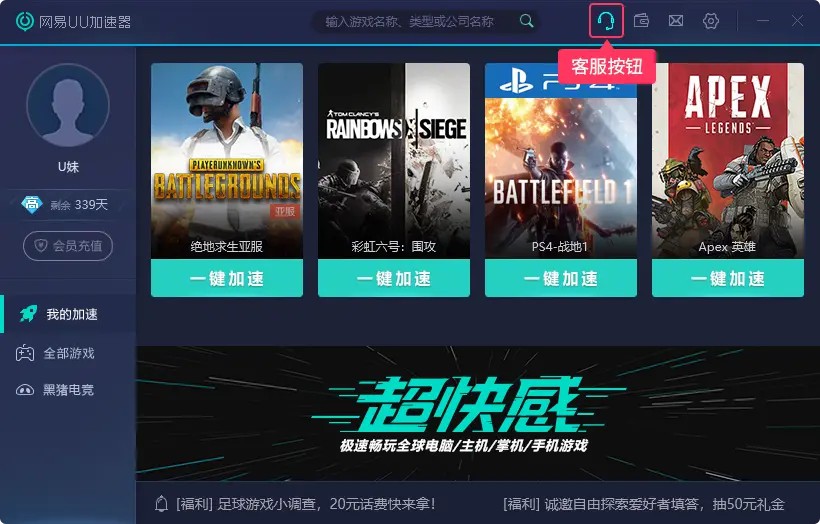 网易UU加速器
输入游戏名称、类型或公司名称
客服按钮
U妹
剩余 339天
会员充值
我的加速
全部游戏
黑猪电竞
PLAYERUNKNOWN'S
BATTLEGROUNDS
亚服
绝地求生亚服
一键加速
TOM CLANCY'S
RAINBOW SIX SIEGE
彩虹六号：围攻
一键加速
PS4
BATTLEFIELD 1
PS4-战地1
一键加速
APEX
LEGENDS
Apex 英雄
一键加速
超快感
极速畅玩全球电脑/主机/掌机/手机游戏
[福利] 足球游戏小调查，20元话费快来拿！
[福利] 诚邀自由探索爱好者填答，抽50元礼金